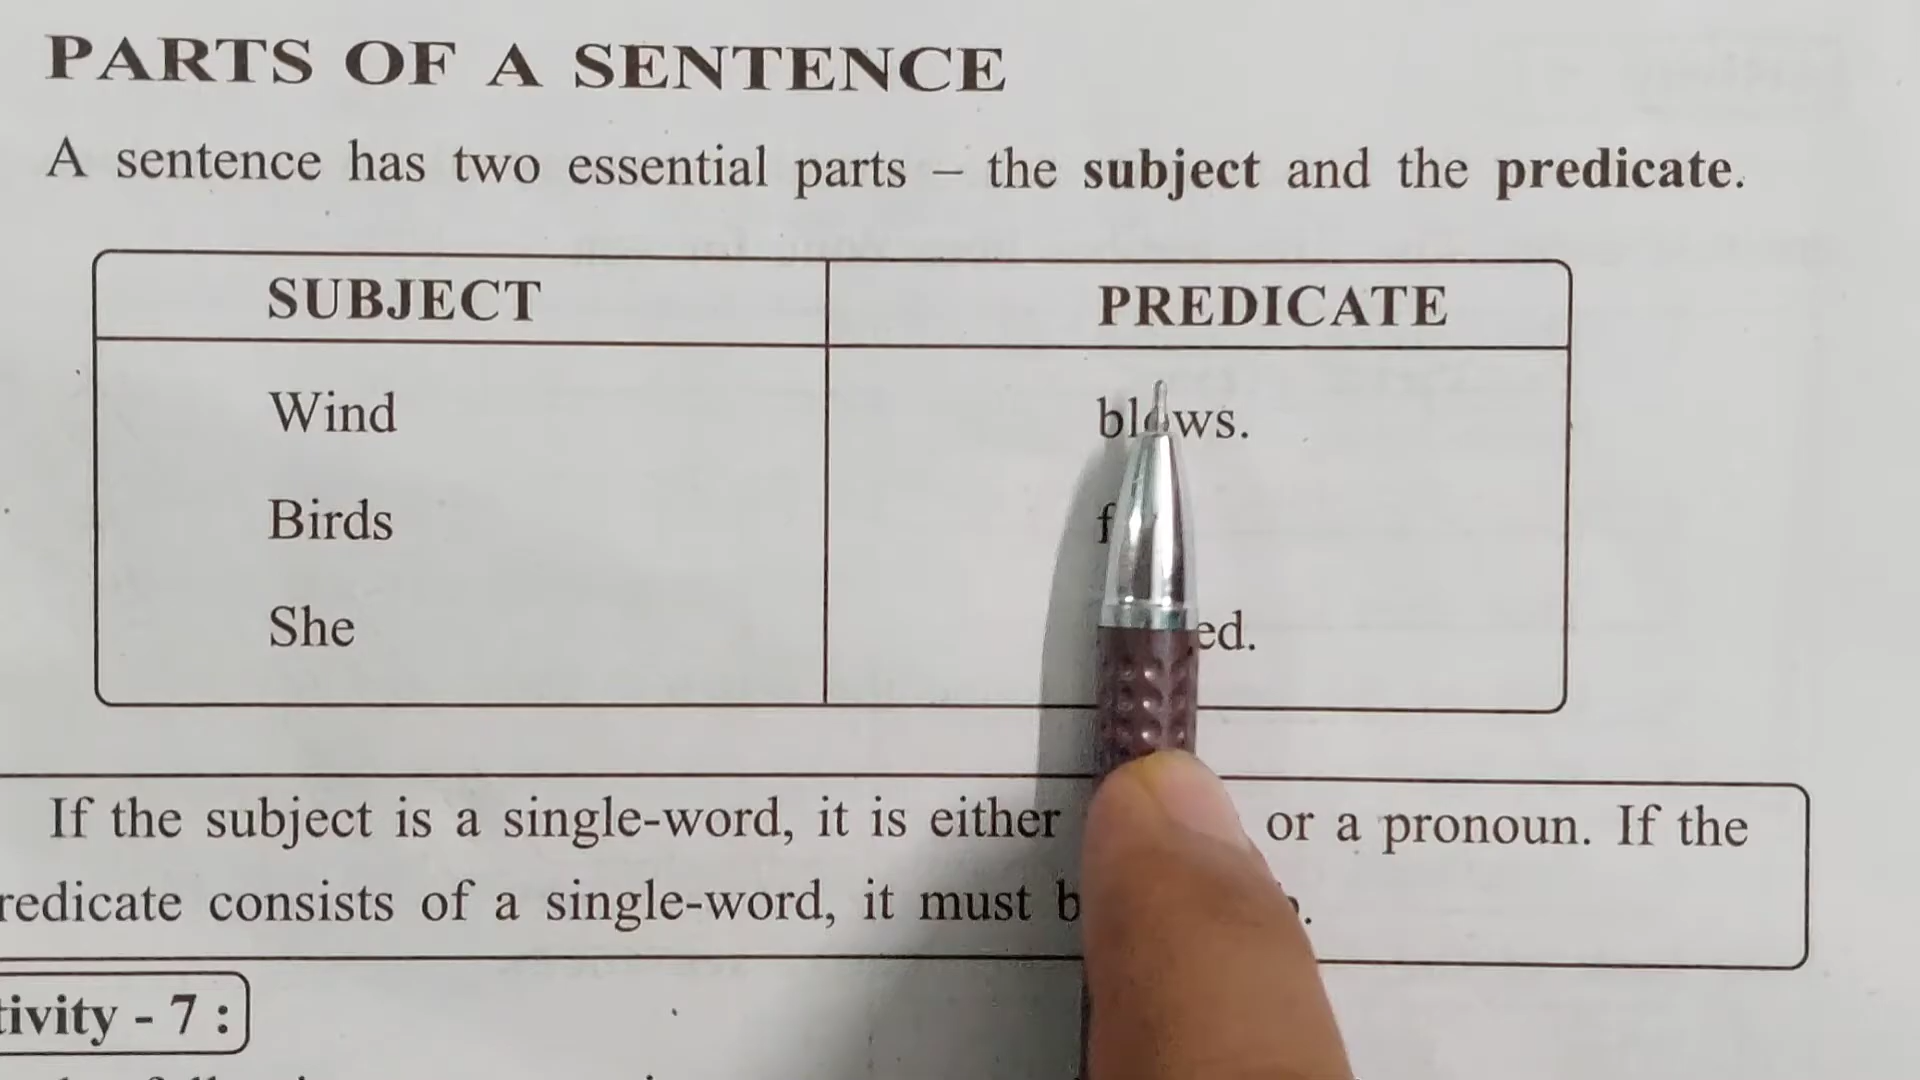 PARTS OF A SENTENCE
A sentence has two essential parts – the subject and the predicate.
SUBJECT PREDICATE
Wind blows.
Birds
She
If the subject is a single-word, it is either or a pronoun. If the
redicate consists of a single-word, it must
tivity - 7 :